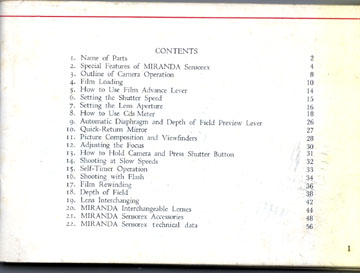 CONTENTS
1. Name of Parts 2
2. Special Features of MIRANDA Sensorex 4
3. Outline of Camera Operation 8
4. Film Loading 10
5. How to Use Film Advance Lever 14
6. Setting the Shutter Speed 15
7. Setting the Lens Aperture 16
8. How to Use Cds Meter 18
9. Automatic Diaphragm and Depth of Field Preview Lever 26
10. Quick-Return Mirror 27
11. Picture Composition and Viewfinders 28
12. Adjusting the Focus 30
13. How to Hold Camera and Press Shutter Button 31
14. Shooting at Slow Speeds 32
15. Self-Timer Operation 33
16. Shooting with Flash 34
17. Film Rewinding 36
18. Depth of Field 38
19. Lens Interchanging 42
20. MIRANDA Interchangeable Lenses 44
21. MIRANDA Sensorex Accessories 48
22. MIRANDA Sensorex technical data 56
1